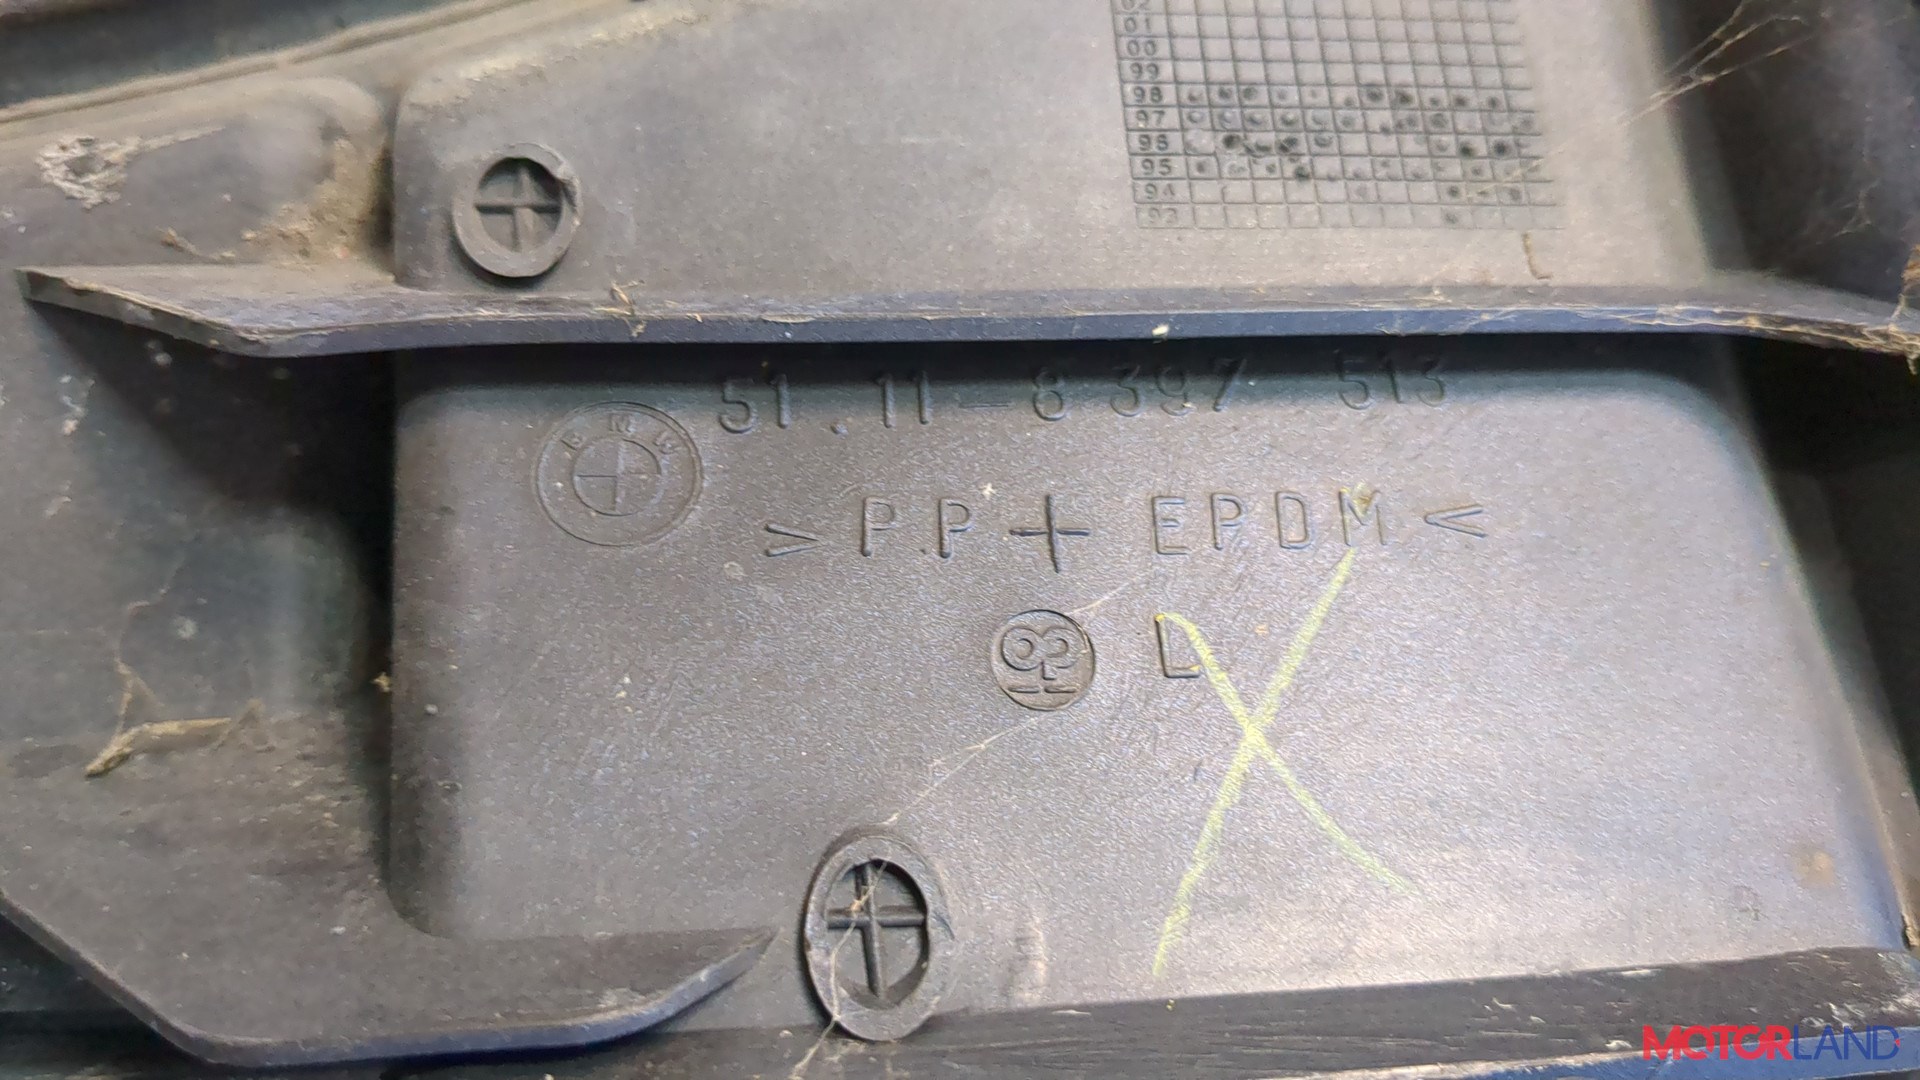 02
01
00
99
98
97
96
95
94
93
BMW
51.11-8 397 513
>PP+EPDM<
L
MOTORLAND